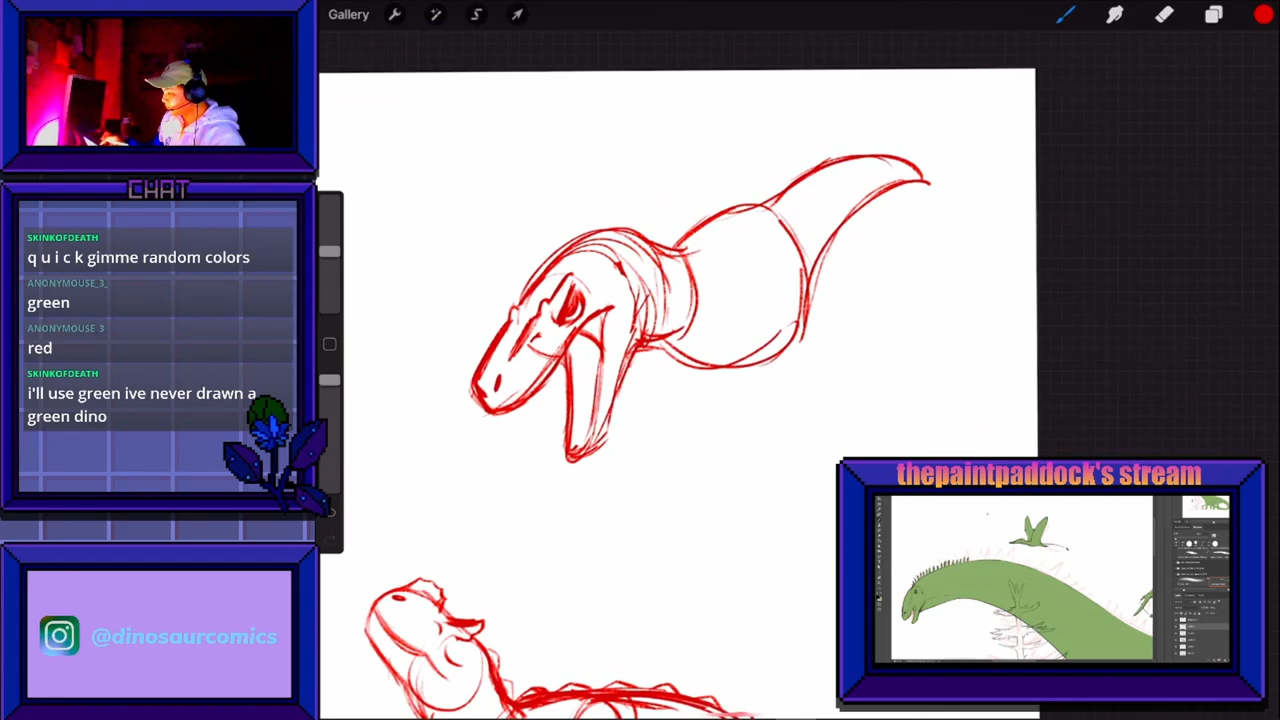 Gallery
CHAT
SKINKOFDEATH
q u i c k gimme random colors
ANONYMOUSE_3_
green
ANONYMOUSE 3
red
SKINKOFDEATH
i'll use green ive never drawn a
green dino
@dinosaurcomics
thepaintpaddock's stream